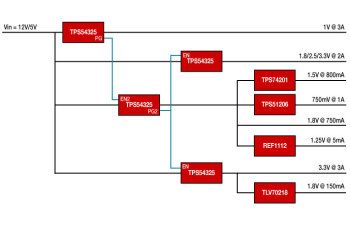 Vin = 12V/5V
TPS54325
PG
1V @ 3A
EN
TPS54325
1.8/2.5/3.3V @ 2A
TPS74201
1.5V @ 800mA
EN2
TPS54325
PG2
TPS51206
750mV @ 1A
1.8V @ 750mA
REF1112
1.25V @ 5mA
EN
TPS54325
3.3V @ 3A
TLV70218
1.8V @ 150mA